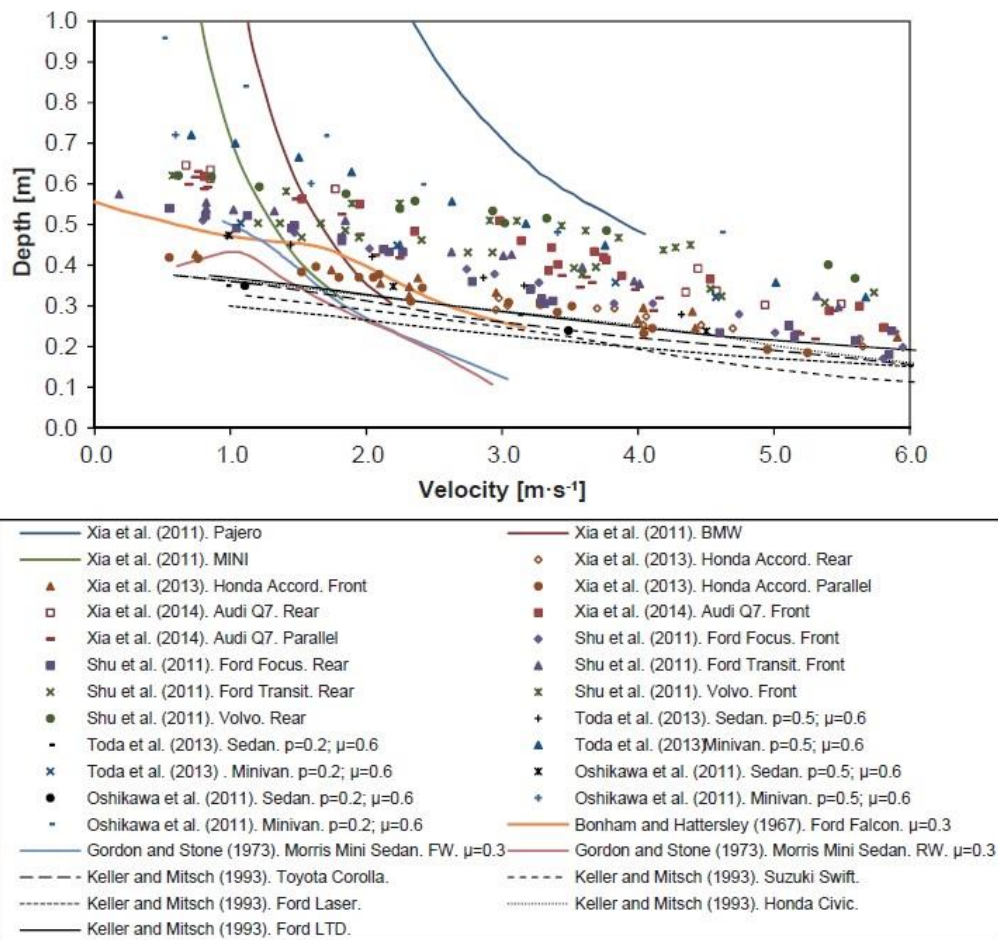 1.0
0.9
0.8
0.7
0.6
0.5
0.4
0.3
0.2
0.1
0.0
Depth [m]
0.0 1.0 2.0 3.0 4.0 5.0 6.0
Velocity [m·s⁻¹]
Xia et al. (2011). Pajero Xia et al. (2011). BMW
Xia et al. (2011). MINI Xia et al. (2013). Honda Accord. Rear
Xia et al. (2013). Honda Accord. Front Xia et al. (2013). Honda Accord. Parallel
Xia et al. (2014). Audi Q7. Rear Xia et al. (2014). Audi Q7. Front
Xia et al. (2014). Audi Q7. Parallel Shu et al. (2011). Ford Focus. Front
Shu et al. (2011). Ford Focus. Rear Shu et al. (2011). Ford Transit. Front
Shu et al. (2011). Ford Transit. Rear Shu et al. (2011). Volvo. Front
Shu et al. (2011). Volvo. Rear Toda et al. (2013). Sedan. p=0.5; μ=0.6
Toda et al. (2013). Sedan. p=0.2; μ=0.6 Toda et al. (2013)Minivan. p=0.5; μ=0.6
Toda et al. (2013) . Minivan. p=0.2; μ=0.6 Oshikawa et al. (2011). Sedan. p=0.5; μ=0.6
Oshikawa et al. (2011). Sedan. p=0.2; μ=0.6 Oshikawa et al. (2011). Minivan. p=0.5; μ=0.6
Oshikawa et al. (2011). Minivan. p=0.2; μ=0.6 Bonham and Hattersley (1967). Ford Falcon. μ=0.3
Gordon and Stone (1973). Morris Mini Sedan. FW. μ=0.3 Gordon and Stone (1973). Morris Mini Sedan. RW. μ=0.3
Keller and Mitsch (1993). Toyota Corolla. Keller and Mitsch (1993). Suzuki Swift.
Keller and Mitsch (1993). Ford Laser. Keller and Mitsch (1993). Honda Civic.
Keller and Mitsch (1993). Ford LTD.